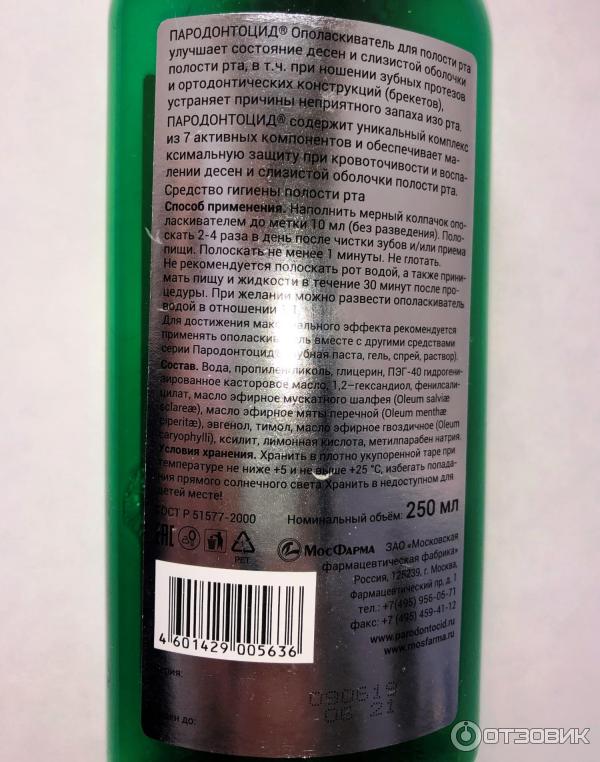 ПАРОДОНТОЦИД® Ополаскиватель для полости рта
улучшает состояние десен и слизистой оболочки
полости рта, в т.ч. при ношении зубных протезов
и ортодонтических конструкций (брекетов),
устраняет причины неприятного запаха изо рта.
ПАРОДОНТОЦИД® содержит уникальный комплекс
из 7 активных компонентов и обеспечивает ма-
ксимальную защиту при кровоточивости и воспа-
лении десен и слизистой оболочки полости рта.
Средство гигиены полости рта
Способ применения. Наполнить мерный колпачок опо-
ласкивателем до метки 10 мл (без разведения). Поло-
скать 2-4 раза в день после чистки зубов и/или приема
пищи. Полоскать не менее 1 минуты. Не глотать.
Не рекомендуется полоскать рот водой, а также прини-
мать пищу и жидкости в течение 30 минут после про-
цедуры. При желании можно развести ополаскиватель
водой в отношении 1:1.
Для достижения максимального эффекта рекомендуется
применять ополаскиватель вместе с другими средствами
серии Пародонтоцид® (зубная паста, гель, спрей, раствор).
Состав. Вода, пропиленгликоль, глицерин, ПЭГ-40 гидрогени-
зированное касторовое масло, 1,2–гександиол, фенилсали-
цилат, масло эфирное мускатного шалфея (Oleum salviæ
sclareæ), масло эфирное мяты перечной (Oleum menthæ
piperitæ), эвгенол, тимол, масло эфирное гвоздичное (Oleum
caryophylli), ксилит, лимонная кислота, метилпарабен натрия.
Условия хранения. Хранить в плотно укупоренной таре при
температуре не ниже +5 и не выше +25 °С, избегать попада-
ния прямого солнечного света Хранить в недоступном для
детей месте!
ГОСТ Р 51577-2000
Номинальный объём: 250 мл
EAC
PET
МосФарма
ЗАО «Московская
фармацевтическая фабрика»
Россия, 125239, г. Москва,
Фармацевтический пр, д. 1
тел.: +7(495) 956-05-71
факс: +7 (495) 459-41-12
www.parodontocid.ru
www.mosfarma.ru
4 601429 005636
090619
06 21
ОТЗОВИК